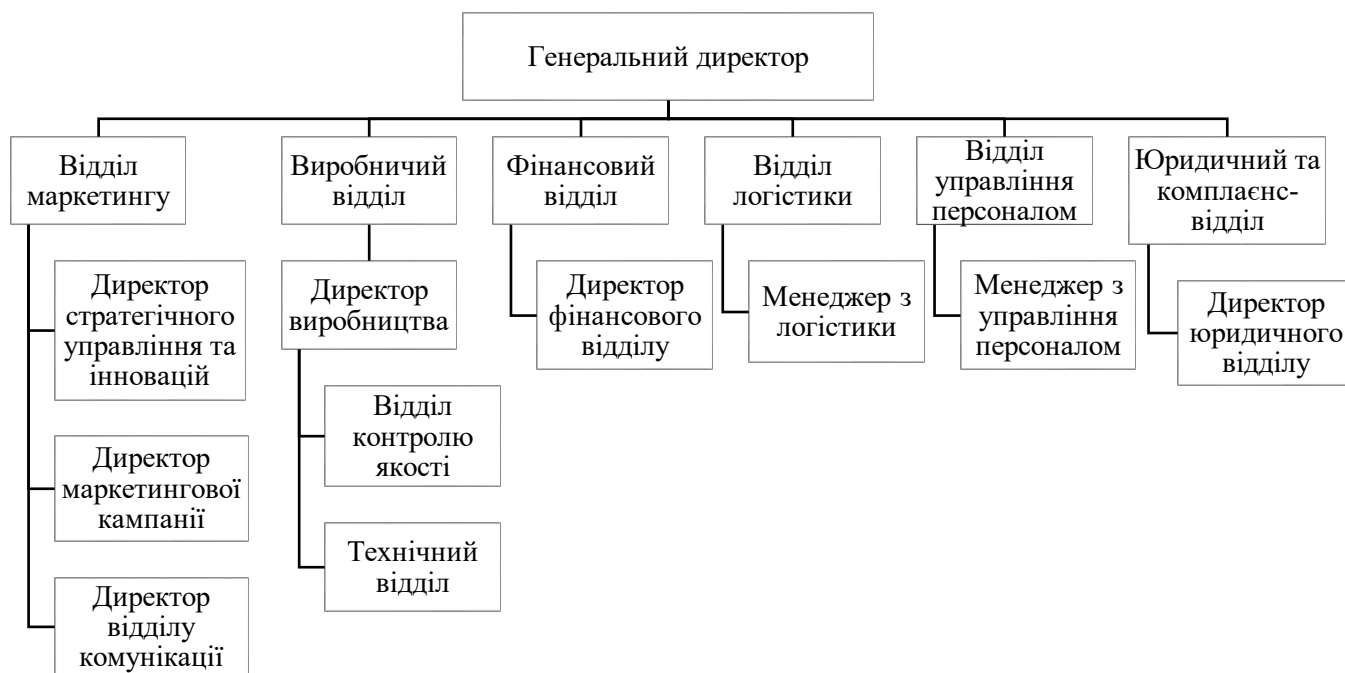 Генеральний директор
Відділ
маркетингу
Виробничий
відділ
Фінансовий
відділ
Відділ
логістики
Відділ
управління
персоналом
Юридичний та
комплаєнс-
відділ
Директор
стратегічного
управління та
інновацій
Директор
виробництва
Директор
фінансового
відділу
Менеджер з
логістики
Менеджер з
управління
персоналом
Директор
юридичного
відділу
Відділ
контролю
якості
Директор
маркетингової
кампанії
Технічний
відділ
Директор
відділу
комунікації